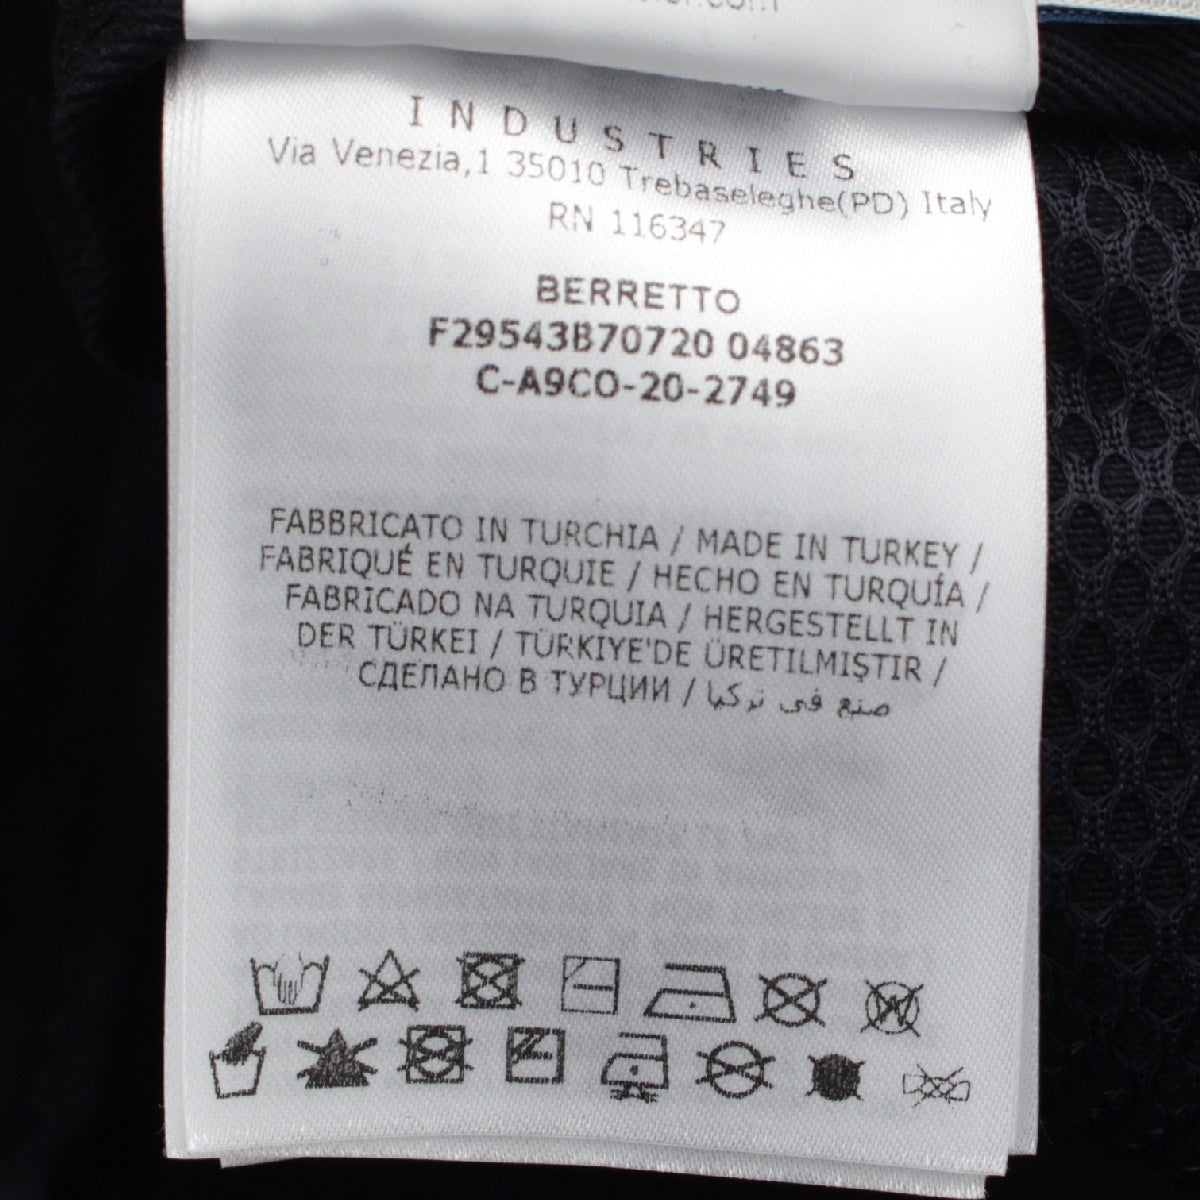 INDUSTRIES
Via Venezia,1 35010 Trebaseleghe(PD) Italy
RN 116347
BERRETTO
F29543B70720 04863
C-A9CO-20-2749
FABBRICATO IN TURCHIA / MADE IN TURKEY /
FABRIQUÉ EN TURQUIE / HECHO EN TURQUÍA /
FABRICADO NA TURQUIA / HERGESTELLT IN
DER TÜRKEI / TÜRKIYE'DE ÜRETILMIŞTIR /
СДЕЛАНО В ТУРЦИИ / صنع في تركيا
W